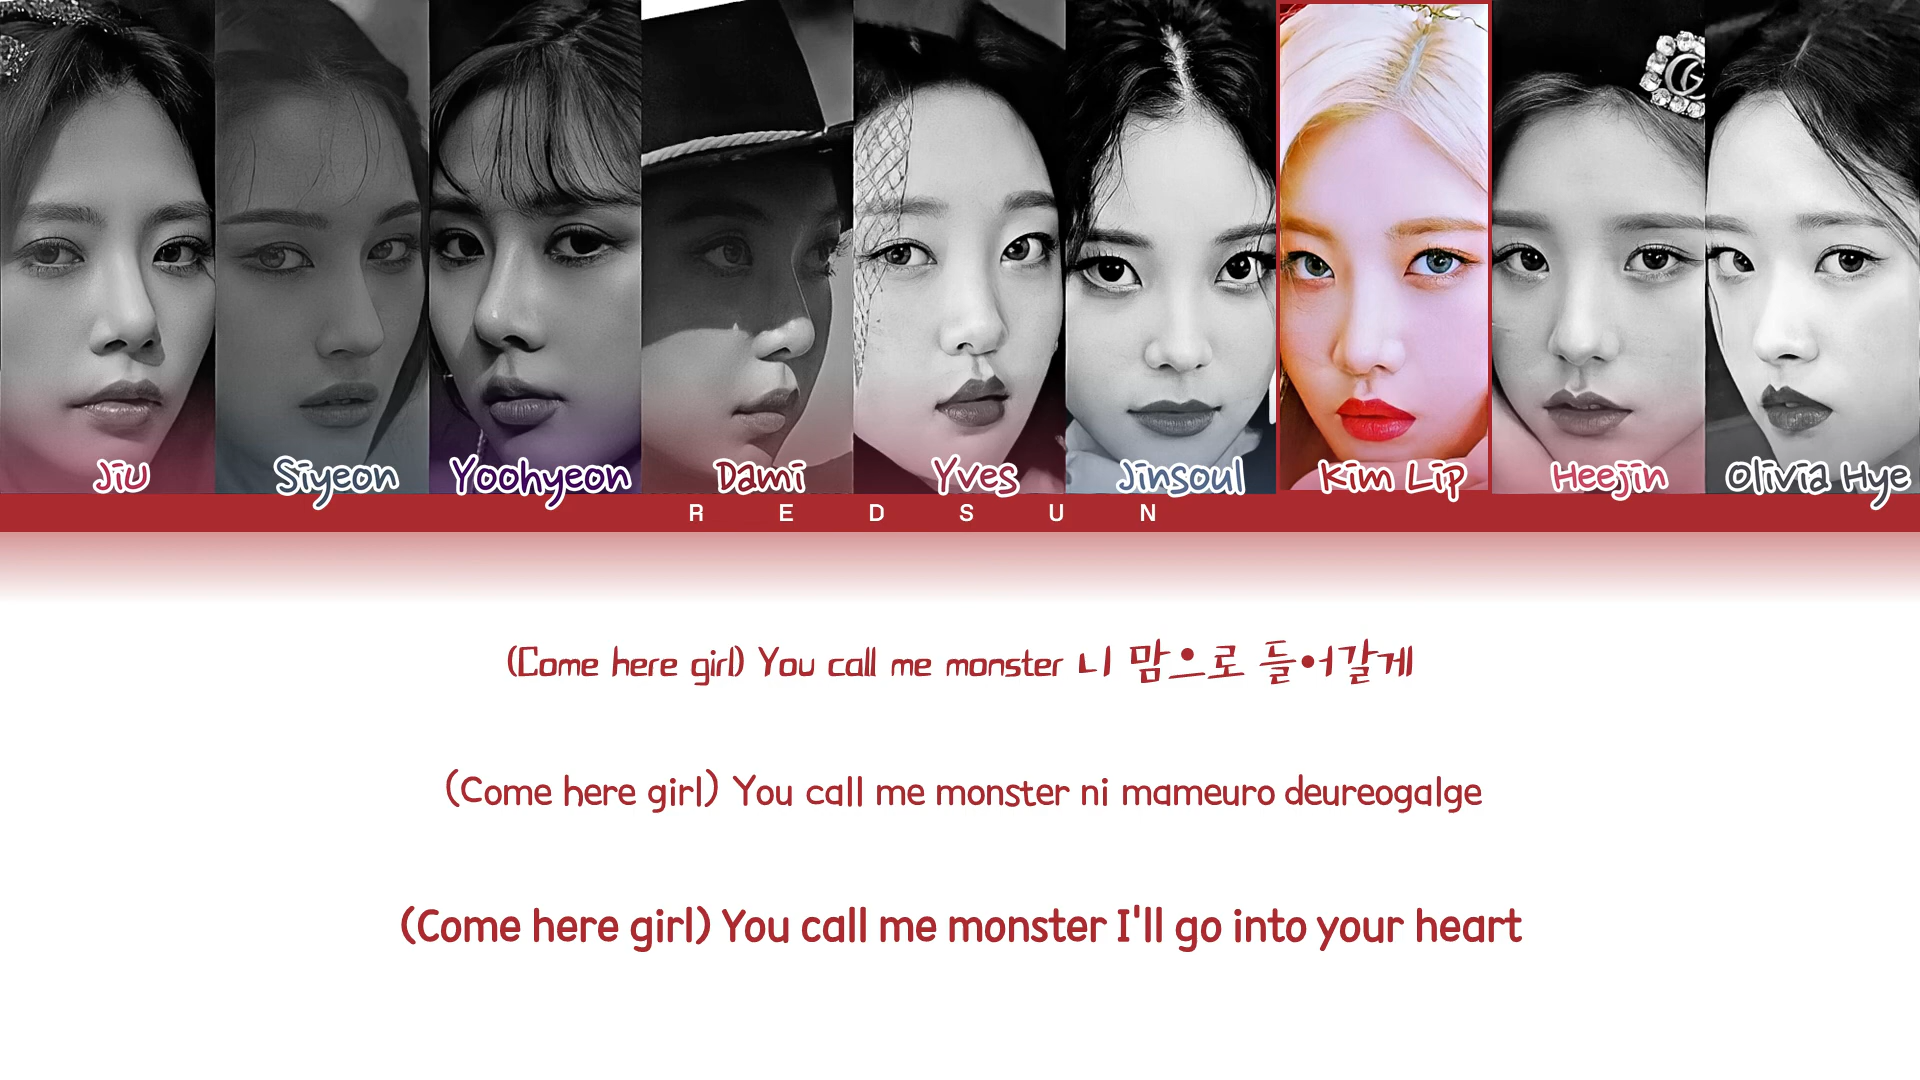 Jiu Siyeon Yoohyeon Dami Yves Jinsoul Kim Lip Heejin Olivia Hye
REDSUN
(Come here girl) You call me monster 니 맘으로 들어갈게
(Come here girl) You call me monster ni mameuro deureogalge
(Come here girl) You call me monster I'll go into your heart